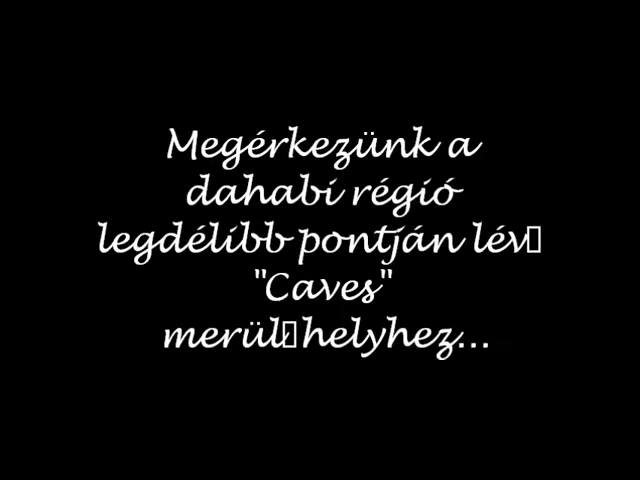 Megérkezünk a
dahabi régió
legdélibb pontján lév▯
"Caves"
merül▯helyhez...